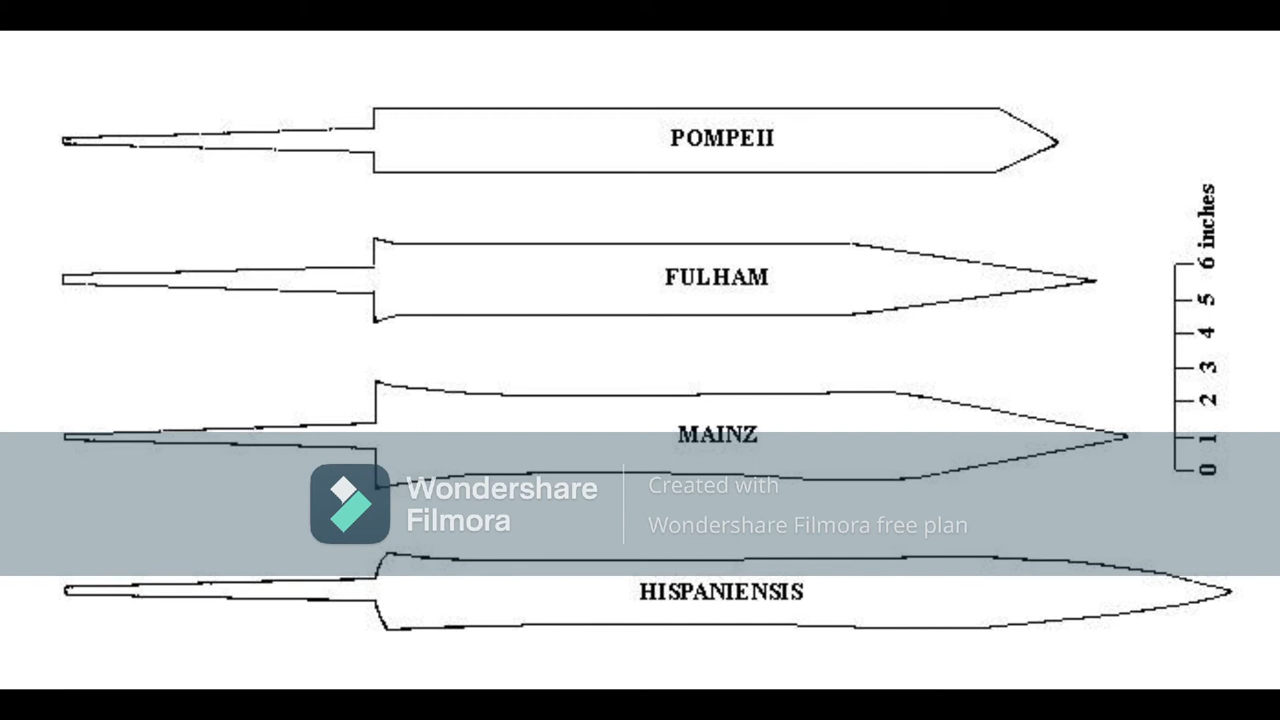 POMPEII
FULHAM
MAINZ
HISPANIENSIS
0 1 2 3 4 5 6 inches
Wondershare
Filmora
Created with
Wondershare Filmora free plan